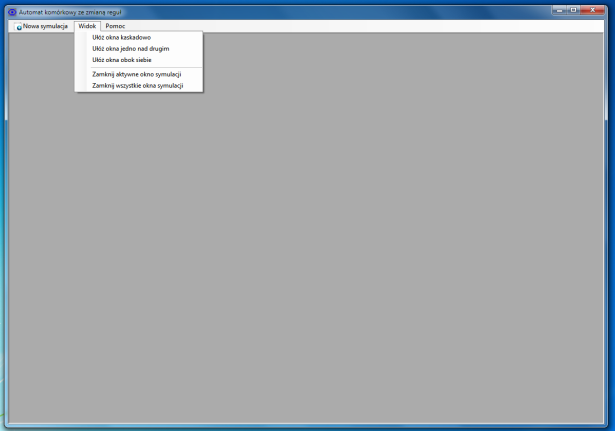 Automat komórkowy ze zmianą reguł
Nowa symulacja Widok Pomoc
Ułóż okna kaskadowo
Ułóż okna jedno nad drugim
Ułóż okna obok siebie
Zamknij aktywne okno symulacji
Zamknij wszystkie okna symulacji